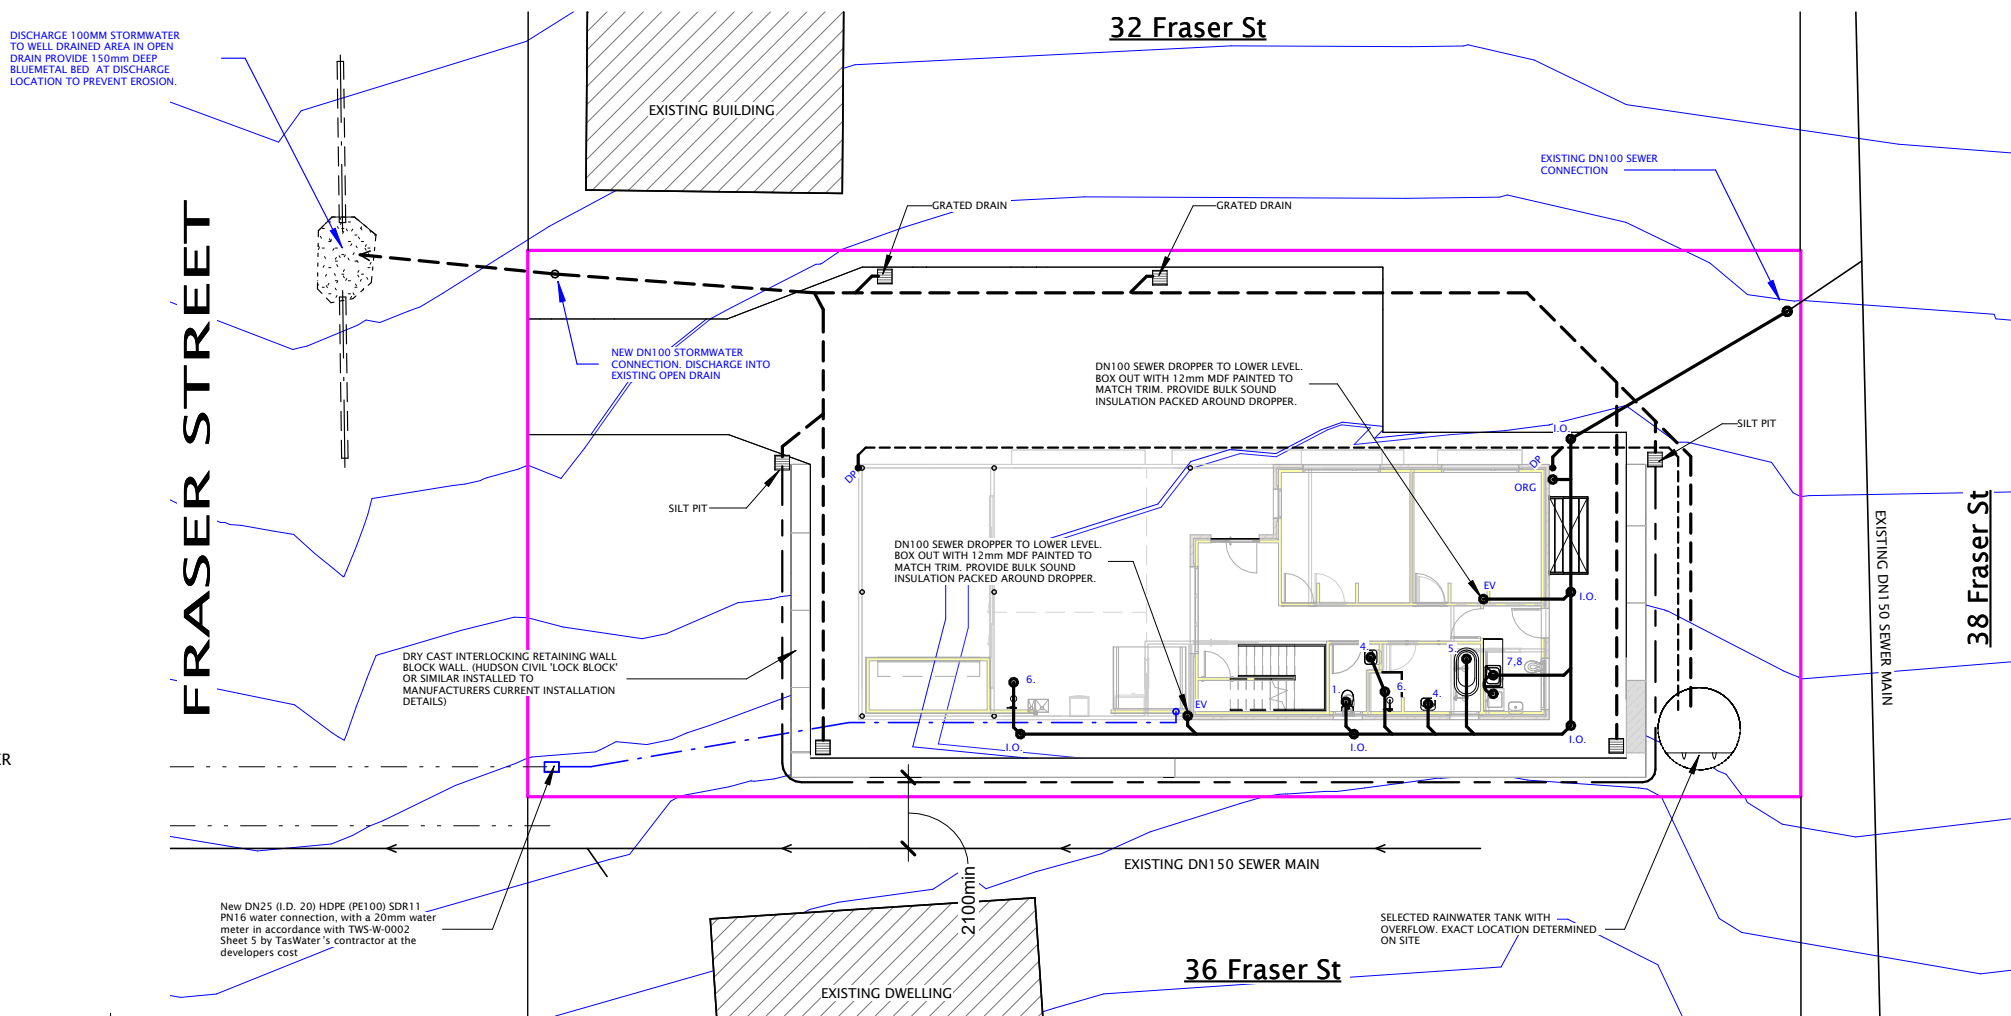 32 Fraser St
DISCHARGE 100MM STORMWATER
TO WELL DRAINED AREA IN OPEN
DRAIN PROVIDE 150mm DEEP
BLUEMETAL BED AT DISCHARGE
LOCATION TO PREVENT EROSION.
EXISTING BUILDING
EXISTING DN100 SEWER
CONNECTION
GRATED DRAIN
GRATED DRAIN
FRASER STREET
NEW DN100 STORMWATER
CONNECTION. DISCHARGE INTO
EXISTING OPEN DRAIN
DN100 SEWER DROPPER TO LOWER LEVEL.
BOX OUT WITH 12mm MDF PAINTED TO
MATCH TRIM. PROVIDE BULK SOUND
INSULATION PACKED AROUND DROPPER.
I.O.
SILT PIT
DP
DP
ORG
SILT PIT
38 Fraser St
EXISTING DN150 SEWER MAIN
DN100 SEWER DROPPER TO LOWER LEVEL.
BOX OUT WITH 12mm MDF PAINTED TO
MATCH TRIM. PROVIDE BULK SOUND
INSULATION PACKED AROUND DROPPER.
EV
I.O.
DRY CAST INTERLOCKING RETAINING WALL
BLOCK WALL. (HUDSON CIVIL 'LOCK BLOCK'
OR SIMILAR INSTALLED TO
MANUFACTURERS CURRENT INSTALLATION
DETAILS)
4.
5.
7,8
6.
1.
6.
4.
EV
I.O.
I.O.
I.O.
ER
2100min
EXISTING DN150 SEWER MAIN
New DN25 (I.D. 20) HDPE (PE100) SDR11
PN16 water connection, with a 20mm water
meter in accordance with TWS-W-0002
Sheet 5 by TasWater 's contractor at the
developers cost
SELECTED RAINWATER TANK WITH
OVERFLOW. EXACT LOCATION DETERMINED
ON SITE
36 Fraser St
EXISTING DWELLING